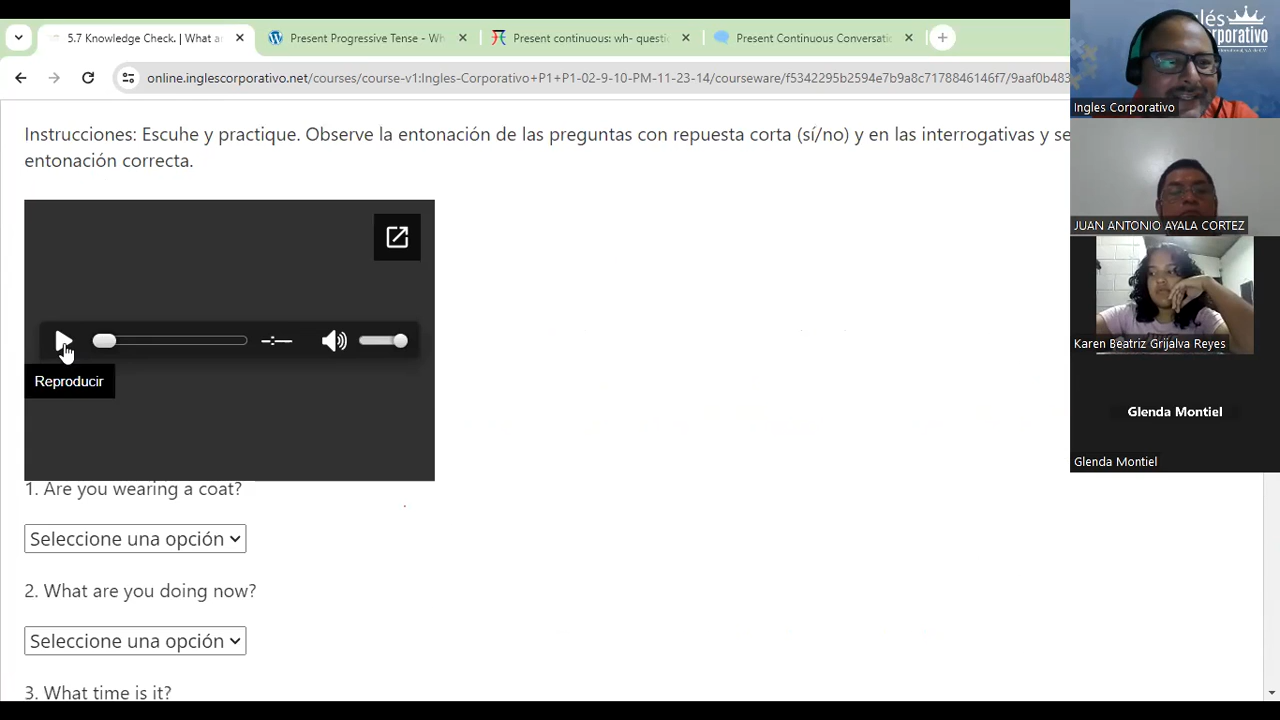 5.7 Knowledge Check. | What a
Present Progressive Tense - Wh
Present continuous: wh- questi
Present Continuous Conversati
online.inglescorporativo.net/courses/course-v1:Ingles-Corporativo+P1+P1-02-9-10-PM-11-23-14/courseware/f5342295b2594e7b9a8c7178846146f7/9aaf0b483
Instrucciones: Escuhe y practique. Observe la entonación de las preguntas con repuesta corta (sí/no) y en las interrogativas y se
entonación correcta.
Reproducir
1. Are you wearing a coat?
Seleccione una opción
2. What are you doing now?
Seleccione una opción
3. What time is it?
Ingles Corporativo
JUAN ANTONIO AYALA CORTEZ
Karen Beatriz Grijalva Reyes
Glenda Montiel
Glenda Montiel